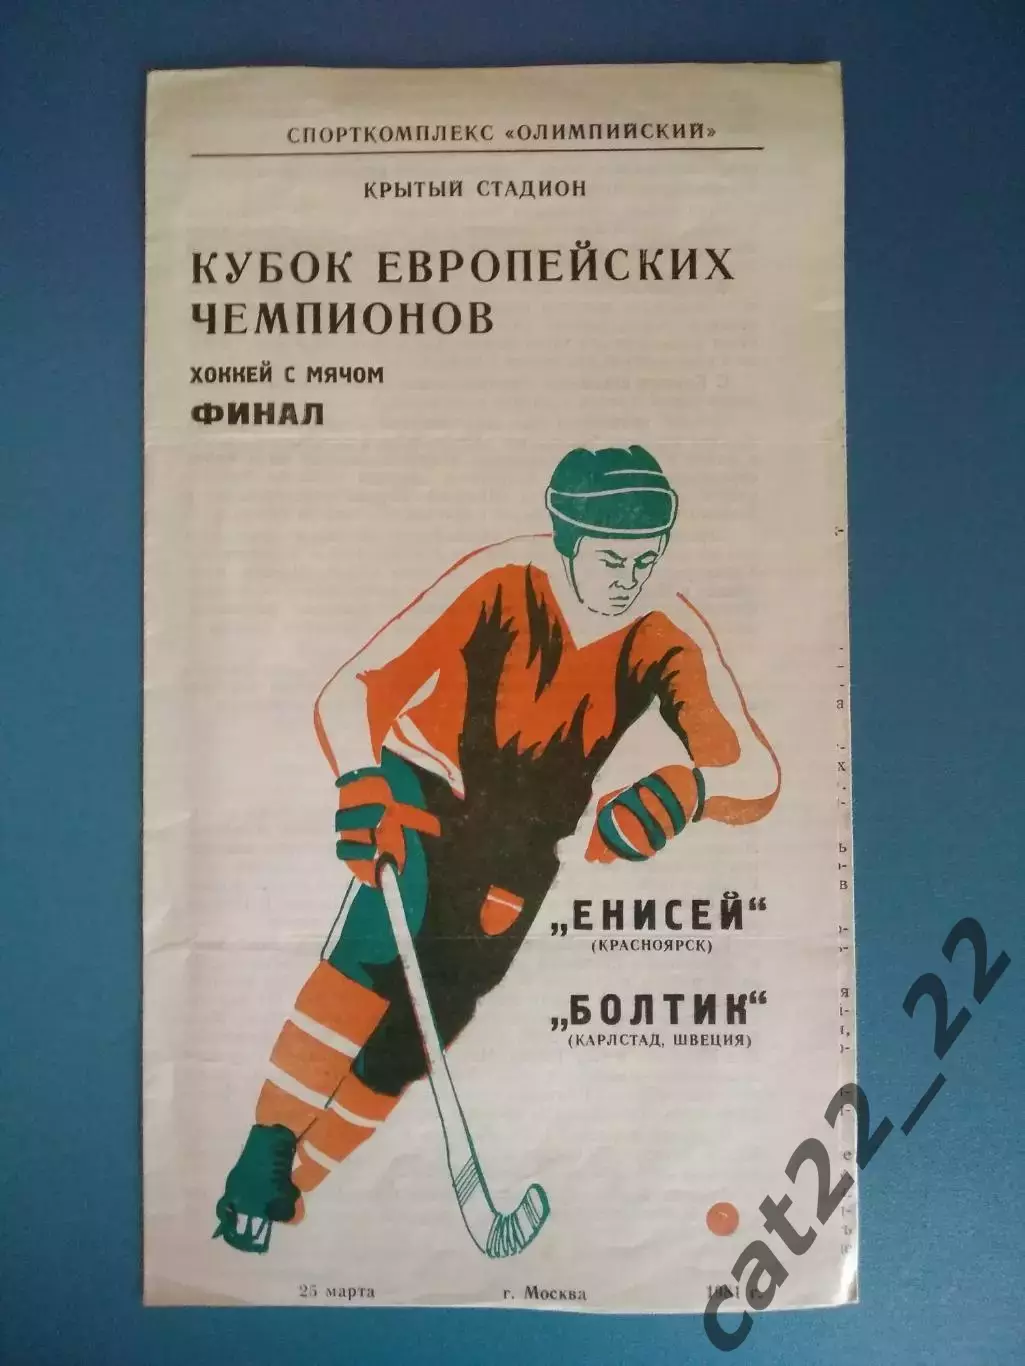 СПОРТКОМПЛЕКС «ОЛИМПИЙСКИЙ»
КРЫТЫЙ СТАДИОН
КУБОК ЕВРОПЕЙСКИХ
ЧЕМПИОНОВ
ХОККЕЙ С МЯЧОМ
ФИНАЛ
„ЕНИСЕЙ“
(КРАСНОЯРСК)
„БОЛТИК“
(КАРЛСТАД, ШВЕЦИЯ)
25 марта г. Москва 1981 г.
cat22_22